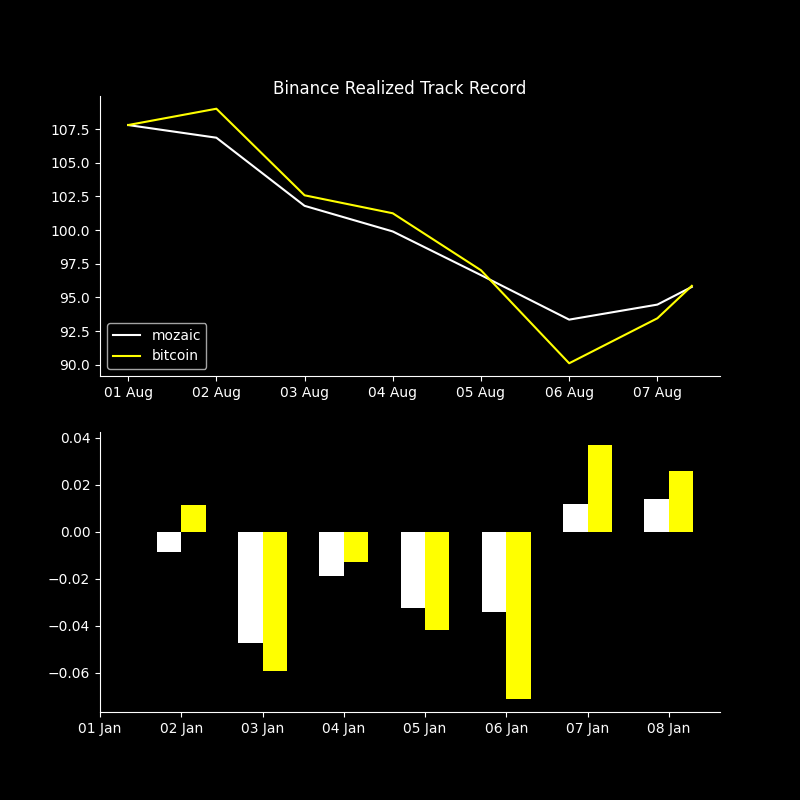 Binance Realized Track Record
107.5
105.0
102.5
100.0
97.5
95.0
92.5
90.0
mozaic
bitcoin
01 Aug 02 Aug 03 Aug 04 Aug 05 Aug 06 Aug 07 Aug
0.04
0.02
0.00
−0.02
−0.04
−0.06
01 Jan 02 Jan 03 Jan 04 Jan 05 Jan 06 Jan 07 Jan 08 Jan